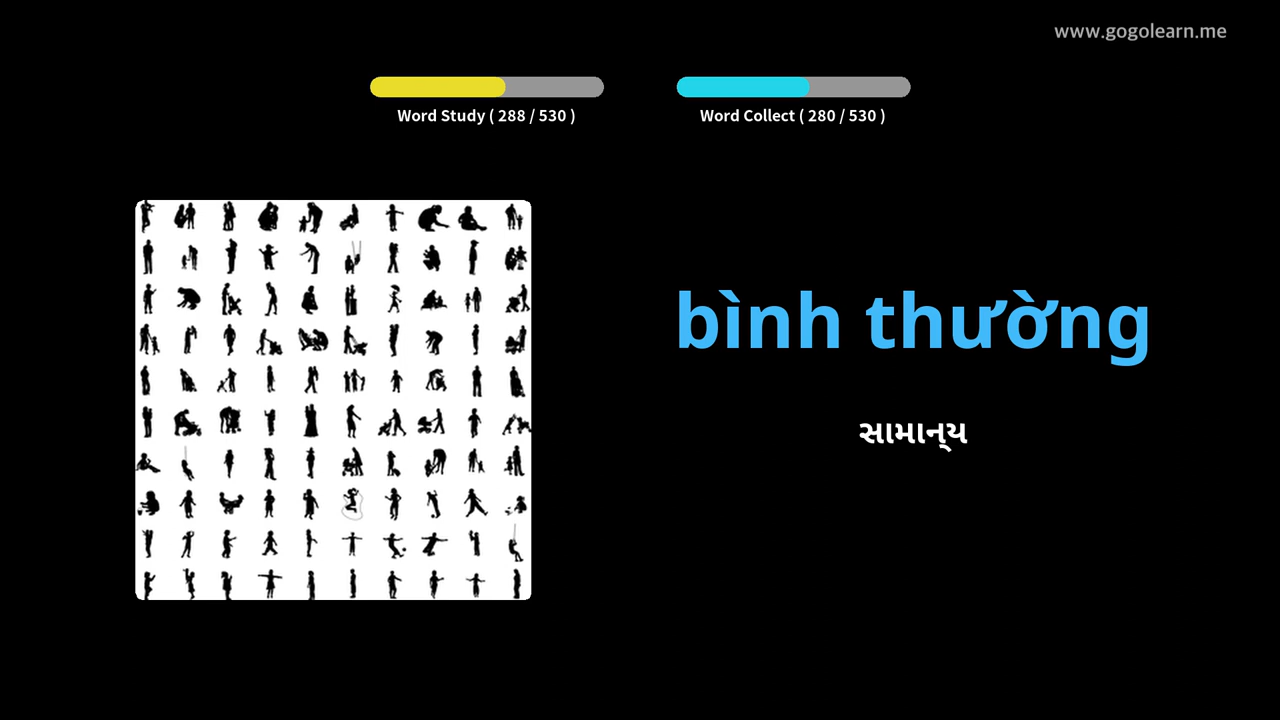 www.gogolearn.me
Word Study ( 288 / 530 )
Word Collect ( 280 / 530 )
bình thường
સામાન્ય